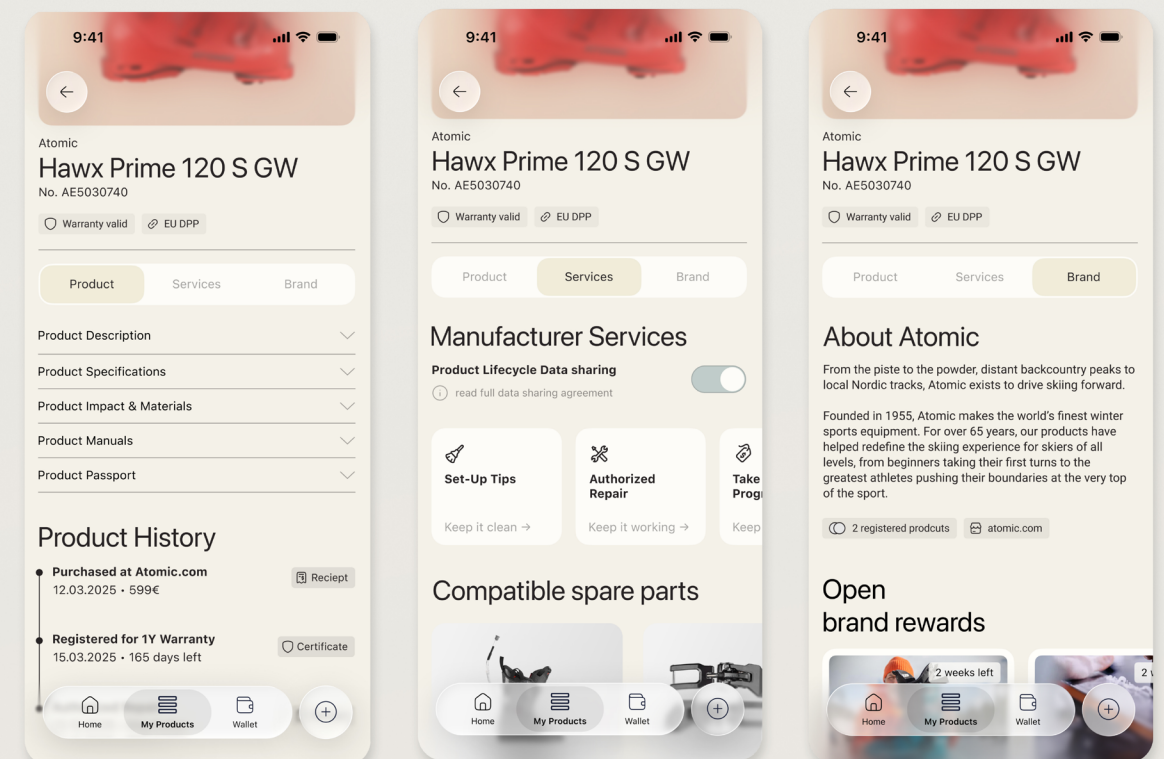 9:41
Atomic
Hawx Prime 120 S GW
No. AE5030740
Warranty valid
EU DPP
Product
Services
Brand
Product Description
Product Specifications
Product Impact & Materials
Product Manuals
Product Passport
Product History
Purchased at Atomic.com
12.03.2025 • 599€
Reciept
Registered for 1Y Warranty
15.03.2025 • 165 days left
Certificate
Home
My Products
Wallet
9:41
Atomic
Hawx Prime 120 S GW
No. AE5030740
Warranty valid
EU DPP
Product
Services
Brand
Manufacturer Services
Product Lifecycle Data sharing
read full data sharing agreement
Set-Up Tips
Keep it clean →
Authorized
Repair
Keep it working →
Take
Keep
Compatible spare parts
Home
My Products
Wallet
9:41
Atomic
Hawx Prime 120 S GW
No. AE5030740
Warranty valid
EU DPP
Product
Services
Brand
About Atomic
From the piste to the powder, distant backcountry peaks to
local Nordic tracks, Atomic exists to drive skiing forward.
Founded in 1955, Atomic makes the world's finest winter
sports equipment. For over 65 years, our products have
helped redefine the skiing experience for skiers of all
levels, from beginners taking their first turns to the
greatest athletes pushing their boundaries at the very top
of the sport.
2 registered prodcuts
atomic.com
Open
brand rewards
2 weeks left
2
Home
My Products
Wallet